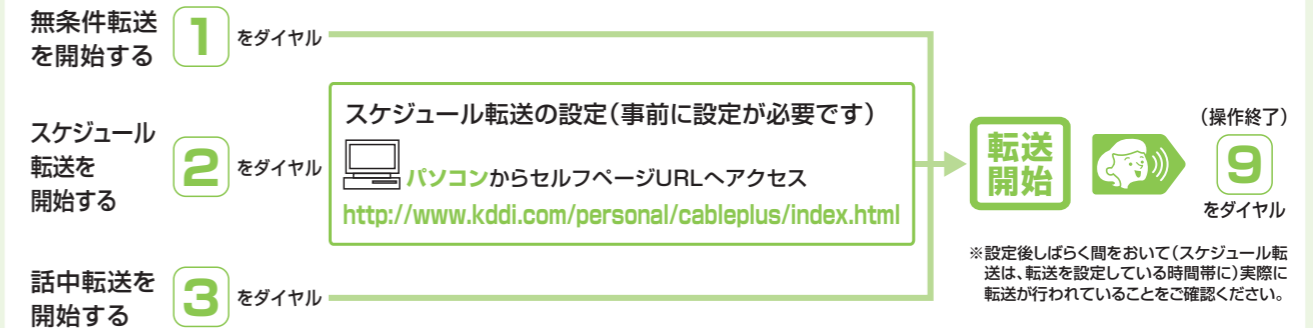 無条件転送
を開始する
1
をダイヤル
スケジュール
転送を
開始する
2
をダイヤル
スケジュール転送の設定(事前に設定が必要です)
パソコンからセルフページURLへアクセス
http://www.kddi.com/personal/cableplus/index.html
話中転送を
開始する
3
をダイヤル
転送
開始
(操作終了)
9
をダイヤル
※設定後しばらく間をおいて(スケジュール転
送は、転送を設定している時間帯に)実際に
転送が行われていることをご確認ください。